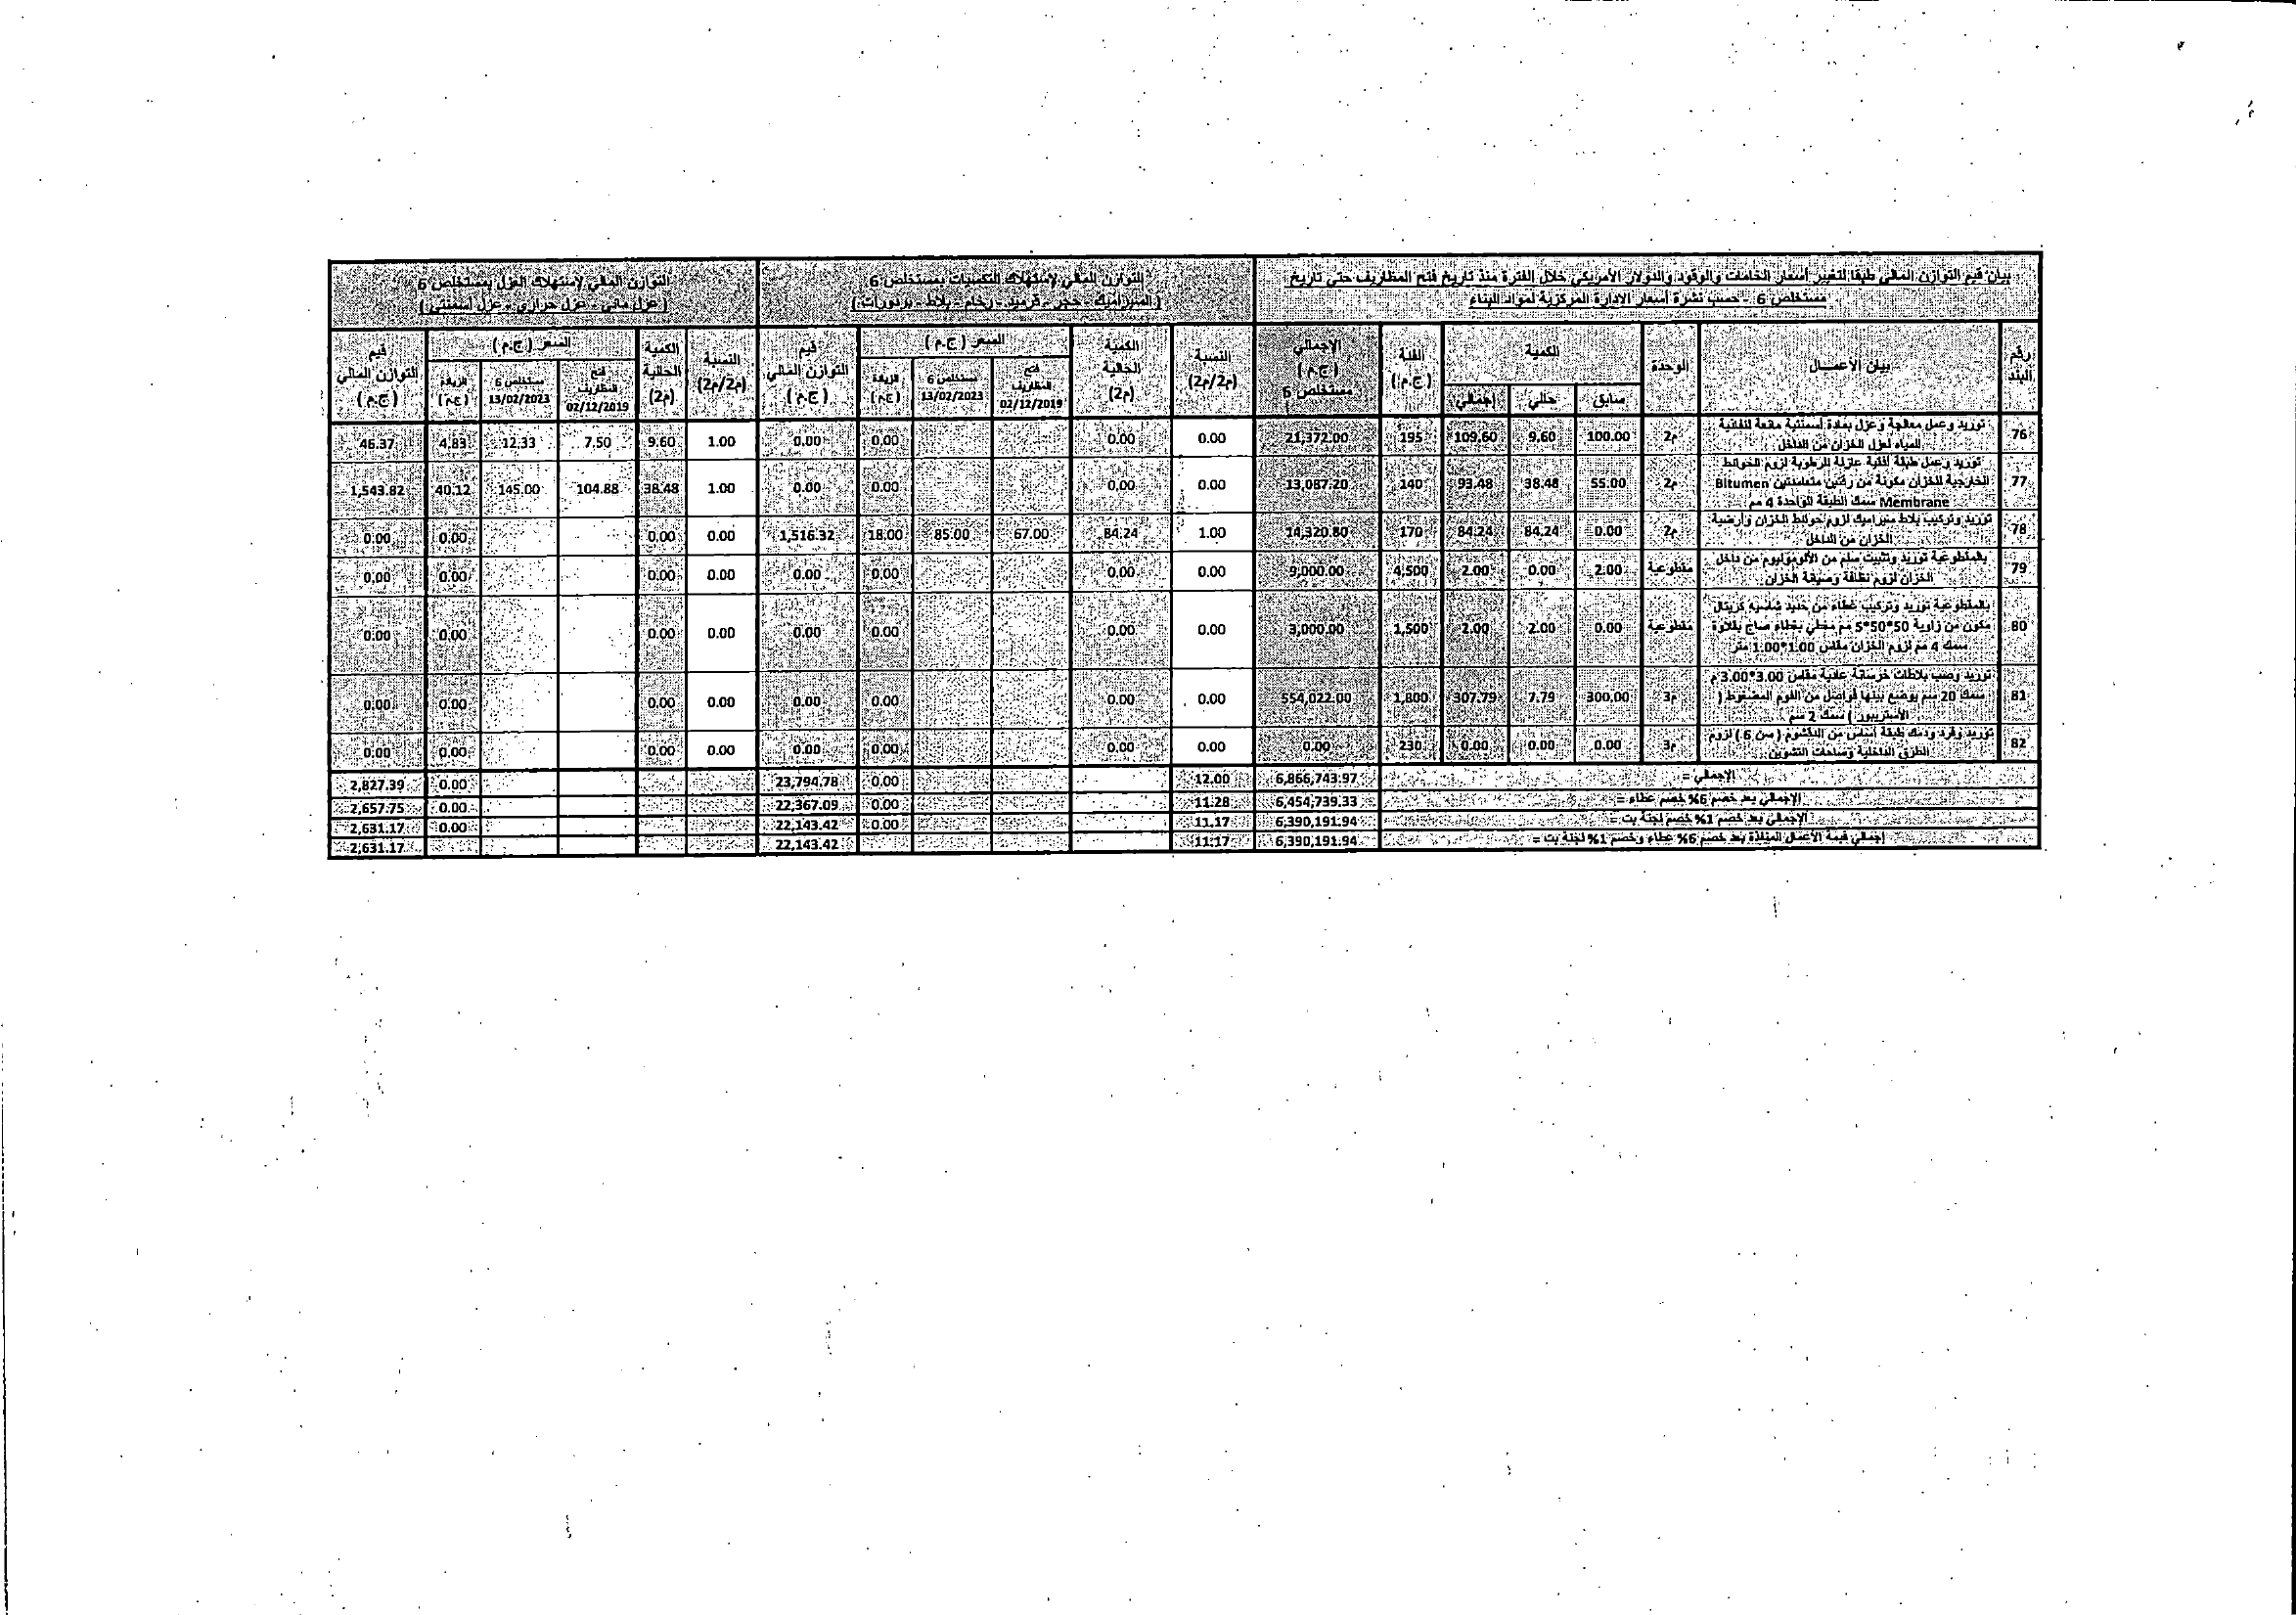 بيان قيم التوازن المالي طبقا لتغيير أسعار الخامات والوقود والدولار الأمريكي خلال الفترة منذ تاريخ فتح المظاريف حتى تاريخ
مستخلص 6 - حسب نشرة أسعار الادارة المركزية لمواد البناء
التوازن المالي لإستهلاك التكسيات بمستخلص 6
( السيراميك - حجر - قرميد - رخام - بلاط - بردورات )
التوازن المالي لإستهلاك العزل بمستخلص 6
( عزل مائي - عزل حراري - عزل أسمنتي )
رقم البند | بيان الأعمــال | الوحدة | الكمية | الفئة (ج.م) | الإجمالي (ج.م) مستخلص 6 | النسبة (م2/م2) | الكمية الحالية (م2) | السعر (ج.م) | قيم التوازن المالي (ج.م) | النسبة (م2/م2) | الكمية الحالية (م2) | السعر (ج.م) | قيم التوازن المالي (ج.م)
سابق | حالي | إجمالي | فتح المظاريف 02/12/2019 | مستخلص 6 13/02/2023 | الزيادة (ج.م) | فتح المظاريف 02/12/2019 | مستخلص 6 13/02/2023 | الزيادة (ج.م)
76 | توريد وعمل معالجة وعزل بمادة أسمنتية مانعة لنفاذية المياه لعزل الخزان من الداخل | م2 | 100.00 | 9.60 | 109.60 | 195 | 21,372.00 | 0.00 | 0.00 | 0.00 | 0.00 | 1.00 | 9.60 | 7.50 | 12.33 | 4.83 | 46.37
77 | توريد وعمل طبقة أفقية عازلة للرطوبة لزوم الحوائط الخارجية للخزان مكونة من رقتين متعامدتين Bitumen Membrane سمك الطبقة الواحدة 4 مم | م2 | 55.00 | 38.48 | 93.48 | 140 | 13,087.20 | 0.00 | 0.00 | 0.00 | 0.00 | 1.00 | 38.48 | 104.88 | 145.00 | 40.12 | 1,543.82
78 | توريد وتركيب بلاط سيراميك لزوم حوائط الخزان وأرضية الخزان من الداخل | م2 | 0.00 | 84.24 | 84.24 | 170 | 14,320.80 | 1.00 | 84.24 | 67.00 | 85.00 | 18.00 | 1,516.32 | 0.00 | 0.00 | 0.00 | 0.00
79 | بالمقطوعية توريد وتثبيت سلم من الألومونيوم من داخل الخزان لزوم نظافة وصيانة الخزان | مقطوعية | 2.00 | 0.00 | 2.00 | 4,500 | 9,000.00 | 0.00 | 0.00 | 0.00 | 0.00 | 0.00 | 0.00 | 0.00 | 0.00
80 | بالمقطوعية توريد وتركيب غطاء من حديد شاسيه كريتال مكون من زاوية 50*50*5 مم مغطي بغطاء صاج بقلاوة سمك 4 مم لزوم الخزان مقاس 1.00*1.00 متر | مقطوعية | 0.00 | 2.00 | 2.00 | 1,500 | 3,000.00 | 0.00 | 0.00 | 0.00 | 0.00 | 0.00 | 0.00 | 0.00 | 0.00
81 | توريد وصب بلاطات خرسانة عادية مقاس 3.00*3.00 م سمك 20 سم يوضع بينها فواصل من الفوم المضغوط ( الأستريبور ) سمك 2 سم | م3 | 300.00 | 7.79 | 307.79 | 1,800 | 554,022.00 | 0.00 | 0.00 | 0.00 | 0.00 | 0.00 | 0.00 | 0.00 | 0.00
82 | توريد وفرد ودمك طبقة أساس من الدقشوم ( سن 6 ) لزوم الطرق الداخلية وساحات التشوين | م3 | 0.00 | 0.00 | 0.00 | 230 | 0.00 | 0.00 | 0.00 | 0.00 | 0.00 | 0.00 | 0.00 | 0.00 | 0.00
الإجمالي = | 6,866,743.97 | 12.00 | 0.00 | 23,794.78 | 0.00 | 2,827.39
الإجمالي بعد خصم 6% خصم عطاء = | 6,454,739.33 | 11.28 | 0.00 | 22,367.09 | 0.00 | 2,657.75
الإجمالي بعد خصم 1% خصم لجنة بت = | 6,390,191.94 | 11.17 | 0.00 | 22,143.42 | 0.00 | 2,631.17
إجمالي قيمة الأعمال المنفذة بعد خصم 6% عطاء وخصم 1% لجنة بت = | 6,390,191.94 | 11.17 | 22,143.42 | 2,631.17